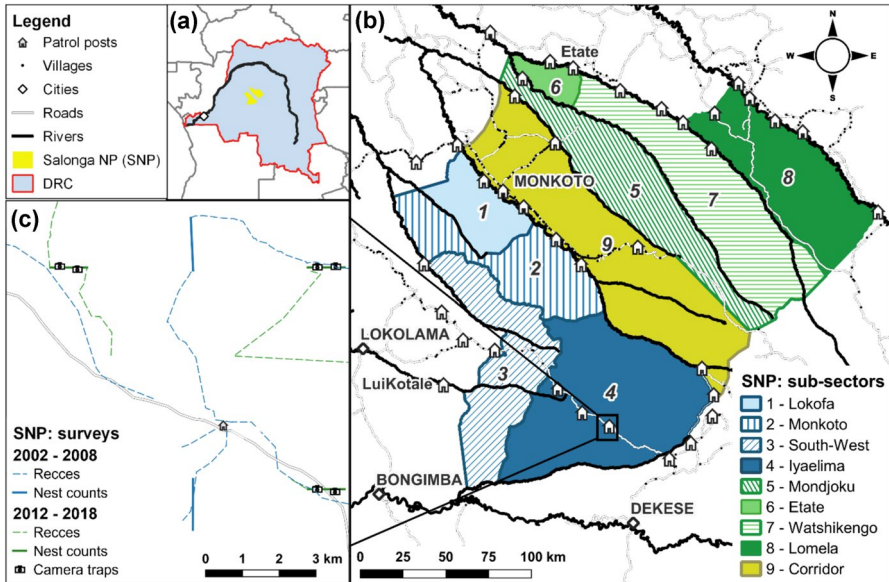 Legend
Patrol posts
Villages
Cities
Roads
Rivers
Salonga NP (SNP)
DRC
(a)
(b)
Etate
N
W
E
S
6
MONKOTO
5
7
8
1
9
2
LOKOLAMA
LuiKotale
3
4
BONGIMBA
DEKESE
0 25 50 75 100 km
SNP: sub-sectors
1 - Lokofa
2 - Monkoto
3 - South-West
4 - Iyaelima
5 - Mondjoku
6 - Etate
7 - Watshikengo
8 - Lomela
9 - Corridor
(c)
SNP: surveys
2002 - 2008
Recces
Nest counts
2012 - 2018
Recces
Nest counts
Camera traps
0 1 2 3 km